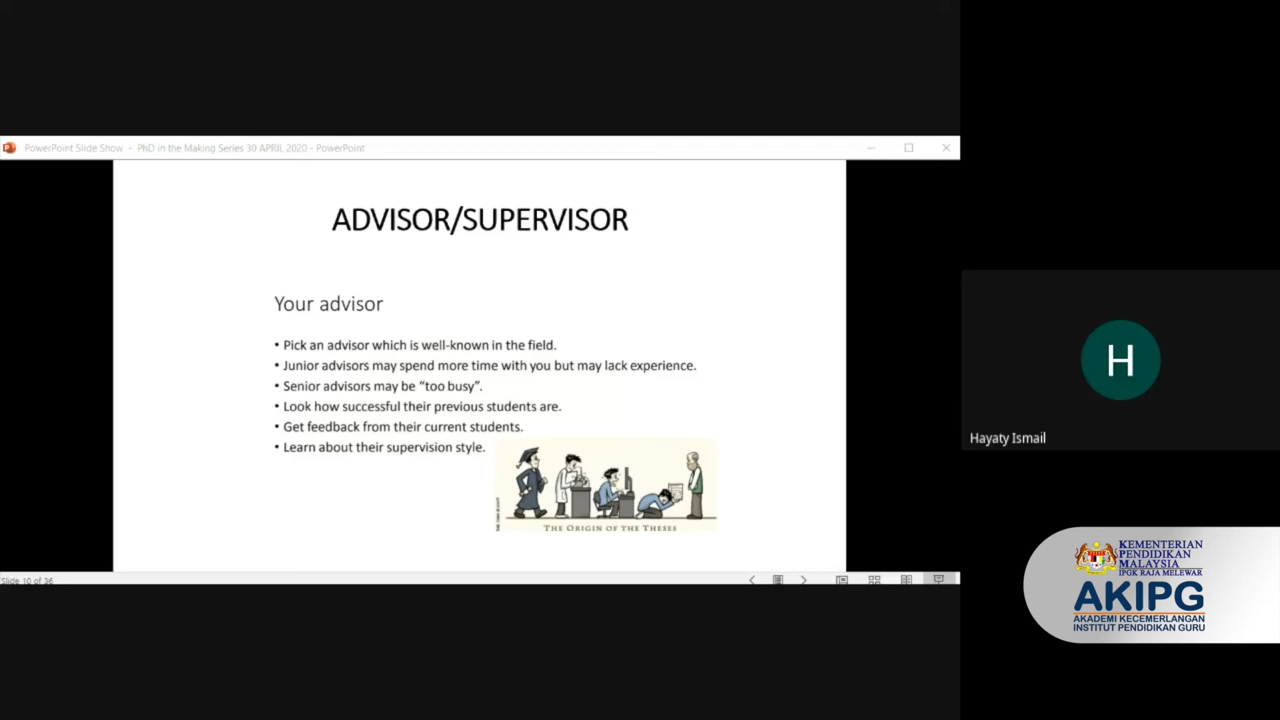 PowerPoint Slide Show - PhD in the Making Series 30 APRIL 2020 - PowerPoint
ADVISOR/SUPERVISOR
Your advisor
• Pick an advisor which is well-known in the field.
• Junior advisors may spend more time with you but may lack experience.
• Senior advisors may be “too busy”.
• Look how successful their previous students are.
• Get feedback from their current students.
• Learn about their supervision style.
THE ORIGIN OF THE THESES
Slide 10 of 36
H
Hayaty Ismail
KEMENTERIAN
PENDIDIKAN
MALAYSIA
IPGK RAJA MELEWAR
AKIPG
AKADEMI KECEMERLANGAN
INSTITUT PENDIDIKAN GURU